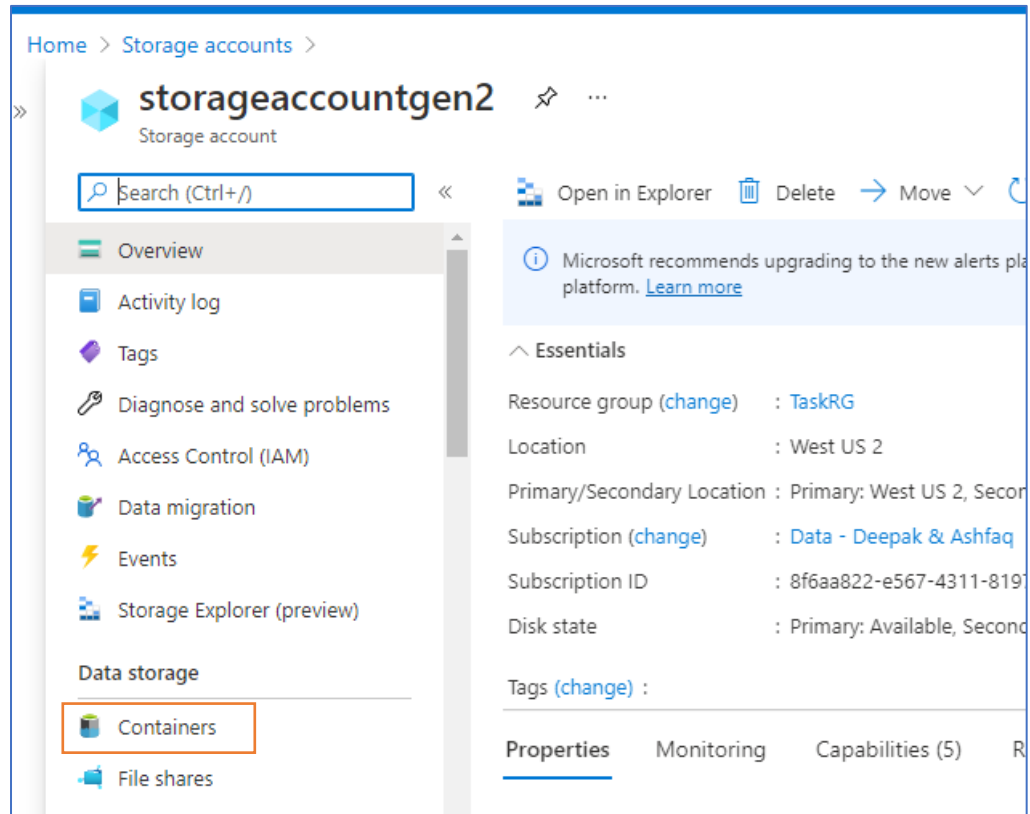 Home > Storage accounts >
storageaccountgen2
Storage account
Search (Ctrl+/)
Overview
Activity log
Tags
Diagnose and solve problems
Access Control (IAM)
Data migration
Events
Storage Explorer (preview)
Data storage
Containers
File shares
Open in Explorer Delete Move
Microsoft recommends upgrading to the new alerts pla
platform. Learn more
Essentials
Resource group (change) : TaskRG
Location : West US 2
Primary/Secondary Location : Primary: West US 2, Secon
Subscription (change) : Data - Deepak & Ashfaq
Subscription ID : 8f6aa822-e567-4311-819
Disk state : Primary: Available, Second
Tags (change) :
Properties Monitoring Capabilities (5) R